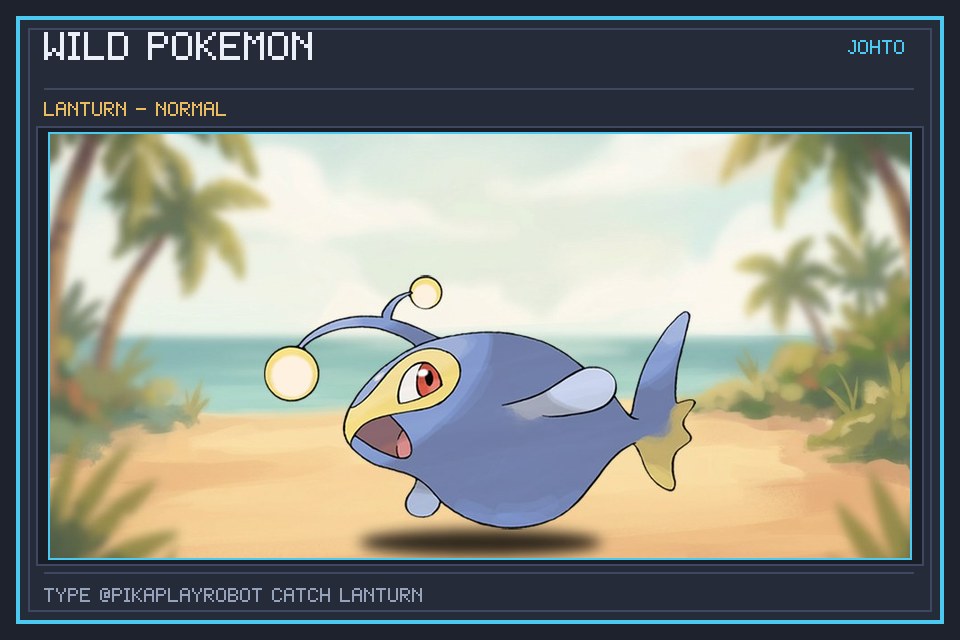 WILD POKEMON
JOHTO
LANTURN - NORMAL
TYPE @PIKAPLAYROBOT CATCH LANTURN